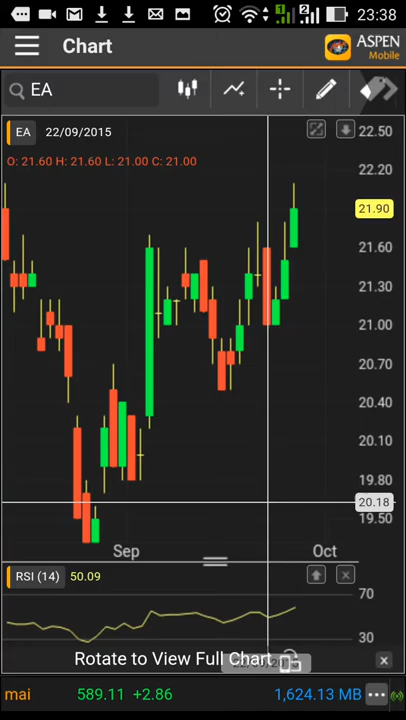 23:38
Chart
ASPEN
Mobile
EA
EA 22/09/2015
O: 21.60 H: 21.60 L: 21.00 C: 21.00
22.50
22.20
21.90
21.60
21.30
21.00
20.70
20.40
20.10
19.80
20.18
19.50
Sep
Oct
RSI (14) 50.09
70
30
Rotate to View Full Chart
mai 589.11 +2.86 1,624.13 MB